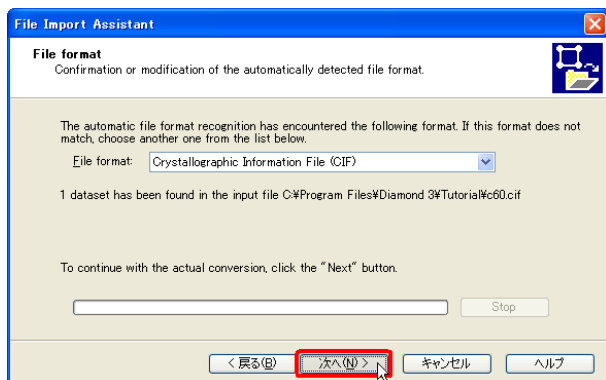 File Import Assistant
File format
Confirmation or modification of the automatically detected file format.
The automatic file format recognition has encountered the following format. If this format does not
match, choose another one from the list below.
File format: Crystallographic Information File (CIF)
1 dataset has been found in the input file C:¥Program Files¥Diamond 3¥Tutorial¥c60.cif
To continue with the actual conversion, click the "Next" button.
Stop
< 戻る(B) 次へ(N) > キャンセル ヘルプ